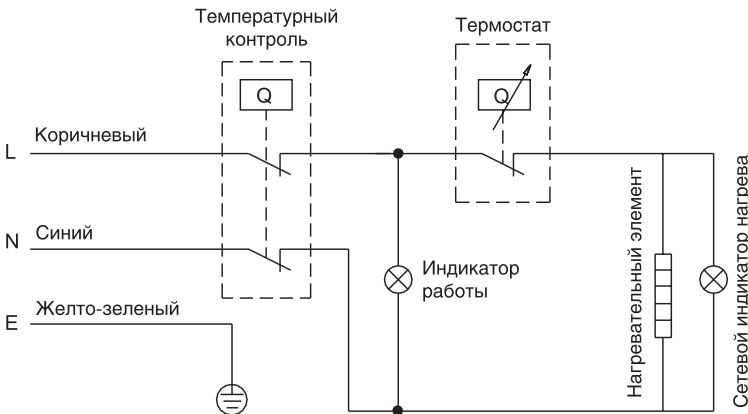 Температурный
контроль
Термостат
Q
Q
L
Коричневый
N
Синий
Индикатор
работы
E
Желто-зеленый
Нагревательный элемент
Сетевой индикатор нагрева